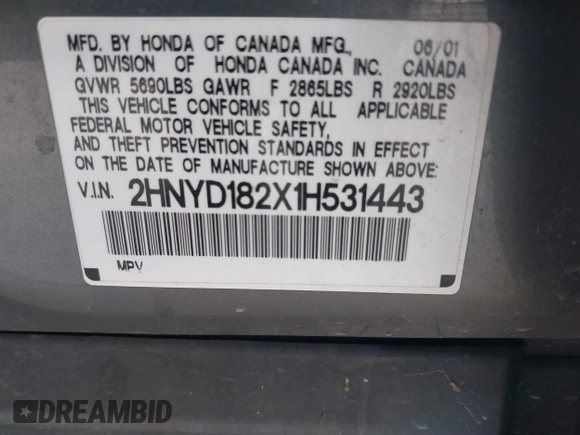 MFD. BY HONDA OF CANADA MFG., 06/01
A DIVISION OF HONDA CANADA INC. CANADA
GVWR 5690LBS GAWR F 2865LBS R 2920LBS
THIS VEHICLE CONFORMS TO ALL APPLICABLE
FEDERAL MOTOR VEHICLE SAFETY,
AND THEFT PREVENTION STANDARDS IN EFFECT
ON THE DATE OF MANUFACTURE SHOWN ABOVE:
V.I.N. 2HNYD182X1H531443
MPV
DREAMBID